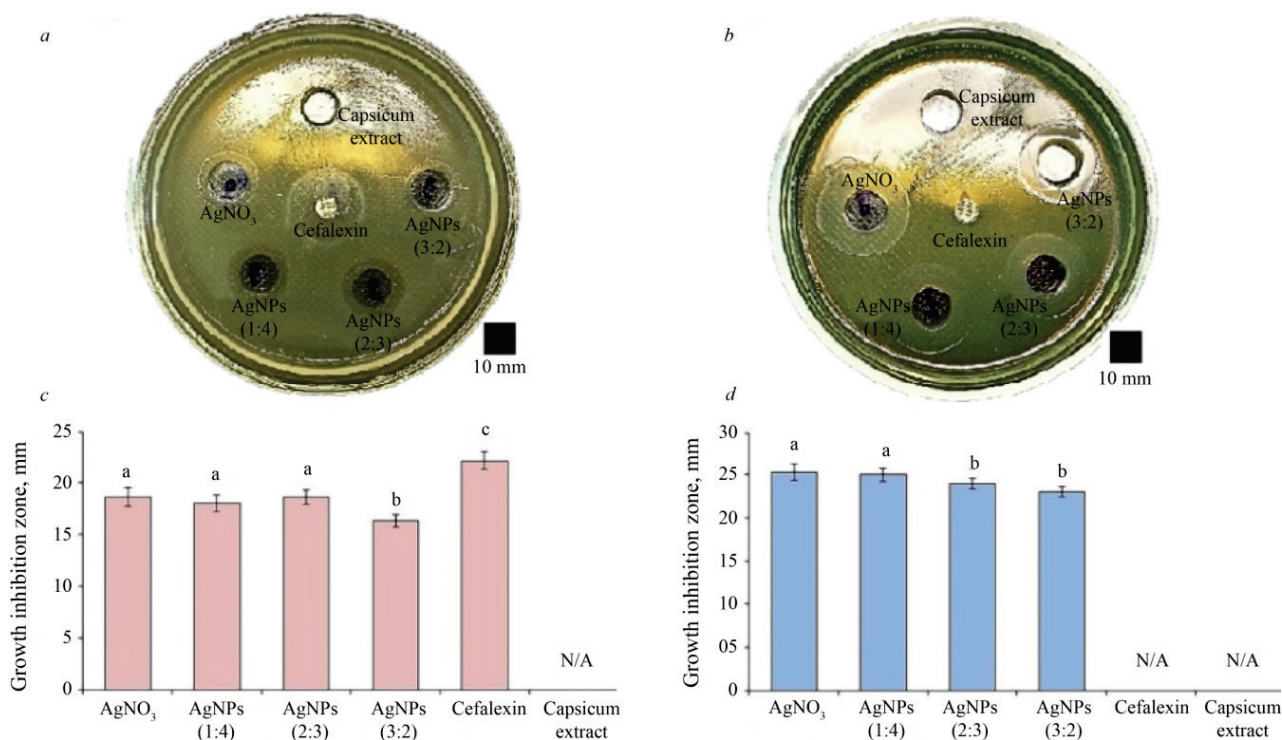 a
Capsicum
extract
AgNO₃
Cefalexin
AgNPs
(3:2)
AgNPs
(1:4)
AgNPs
(2:3)
10 mm
b
Capsicum
extract
AgNO₃
AgNPs
(3:2)
Cefalexin
AgNPs
(1:4)
AgNPs
(2:3)
10 mm
c
Growth inhibition zone, mm
25
20
15
10
5
0
a
a
a
b
c
N/A
AgNO₃
AgNPs
(1:4)
AgNPs
(2:3)
AgNPs
(3:2)
Cefalexin
Capsicum
extract
d
Growth inhibition zone, mm
30
25
20
15
10
05
0
a
a
b
b
N/A
N/A
AgNO₃
AgNPs
(1:4)
AgNPs
(2:3)
AgNPs
(3:2)
Cefalexin
Capsicum
extract